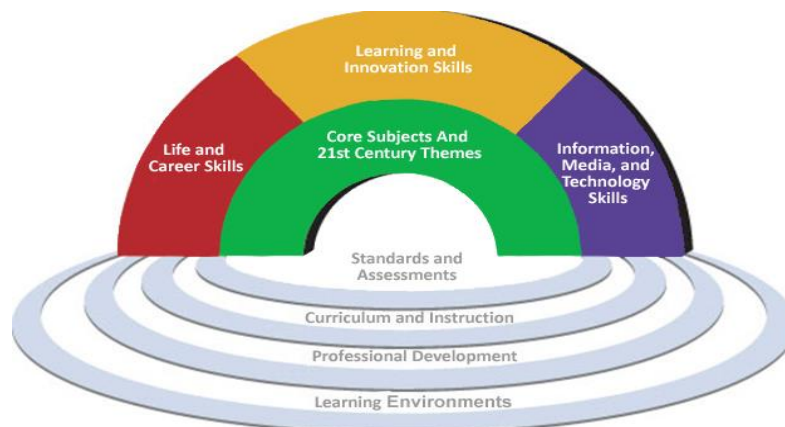 Learning and
Innovation Skills
Life and
Career Skills
Core Subjects And
21st Century Themes
Information,
Media, and
Technology
Skills
Standards and
Assessments
Curriculum and Instruction
Professional Development
Learning Environments